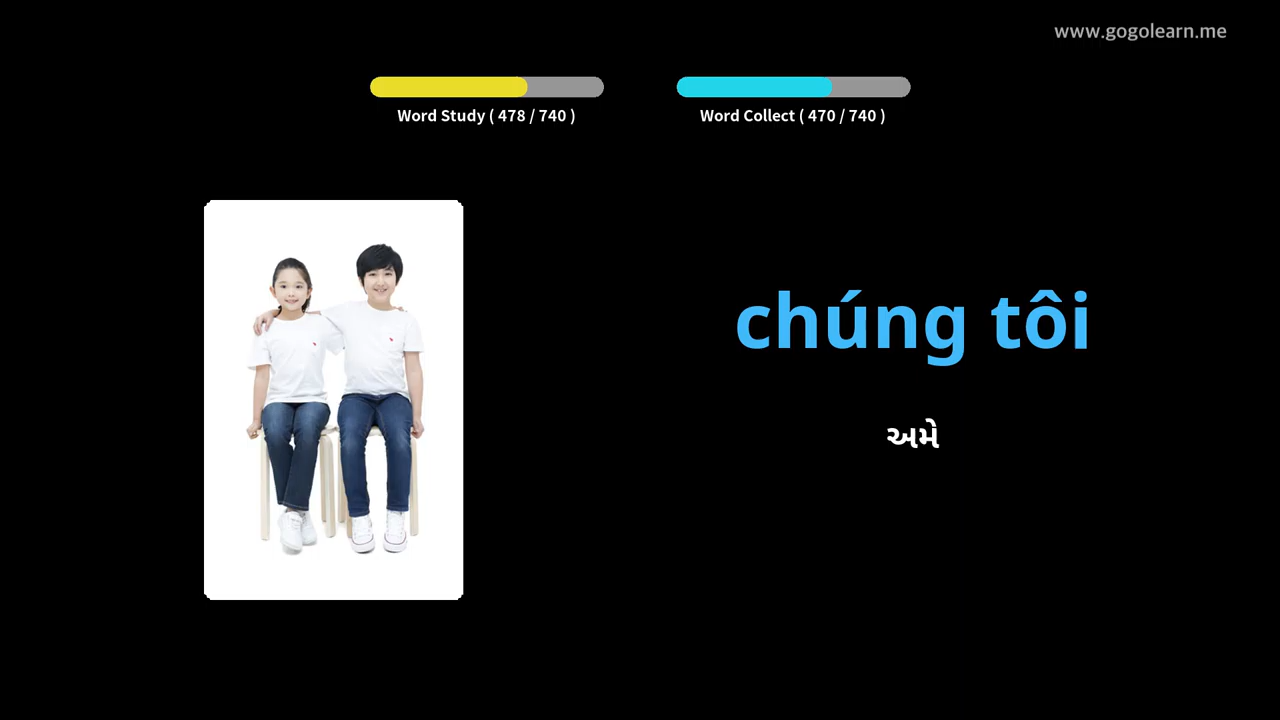 www.gogolearn.me
Word Study ( 478 / 740 )
Word Collect ( 470 / 740 )
chúng tôi
અમે